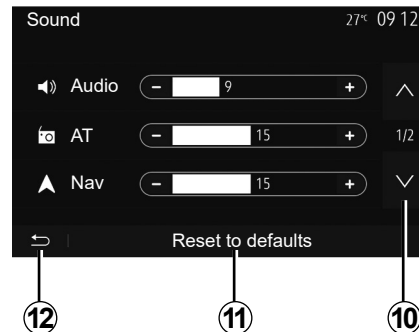 Sound 27°C 09 12
Audio - 9 +
AT - 15 +
1/2
Nav - 15 +
Reset to defaults
12 11 10